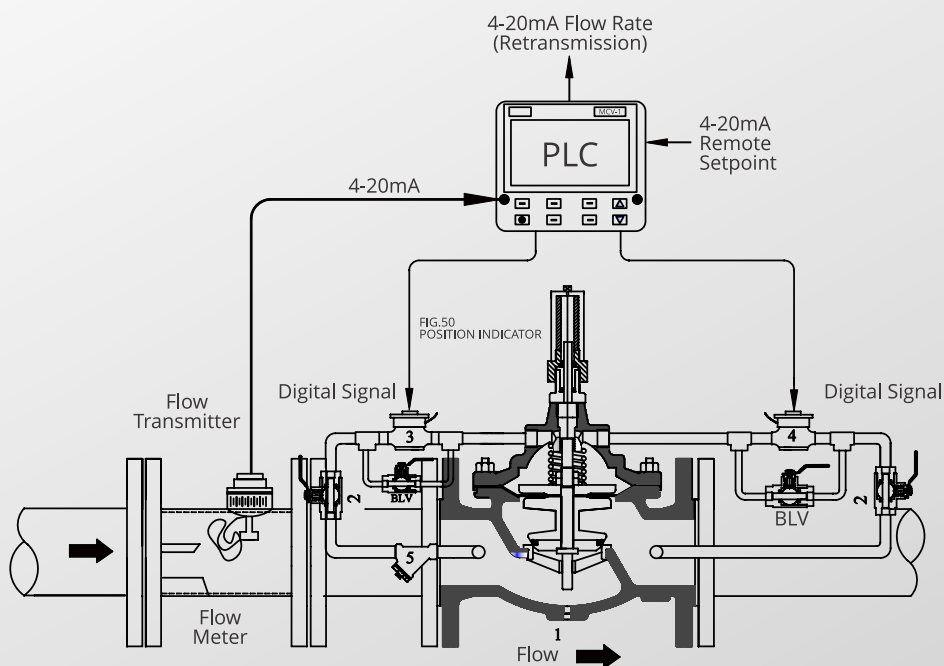 4-20mA Flow Rate
(Retransmission)
MCV-1
PLC
4-20mA
Remote
Setpoint
4-20mA
FIG.50
POSITION INDICATOR
Digital Signal
Digital Signal
Flow
Transmitter
3
4
BLV
2
BLV
2
5
Flow
Meter
1
Flow